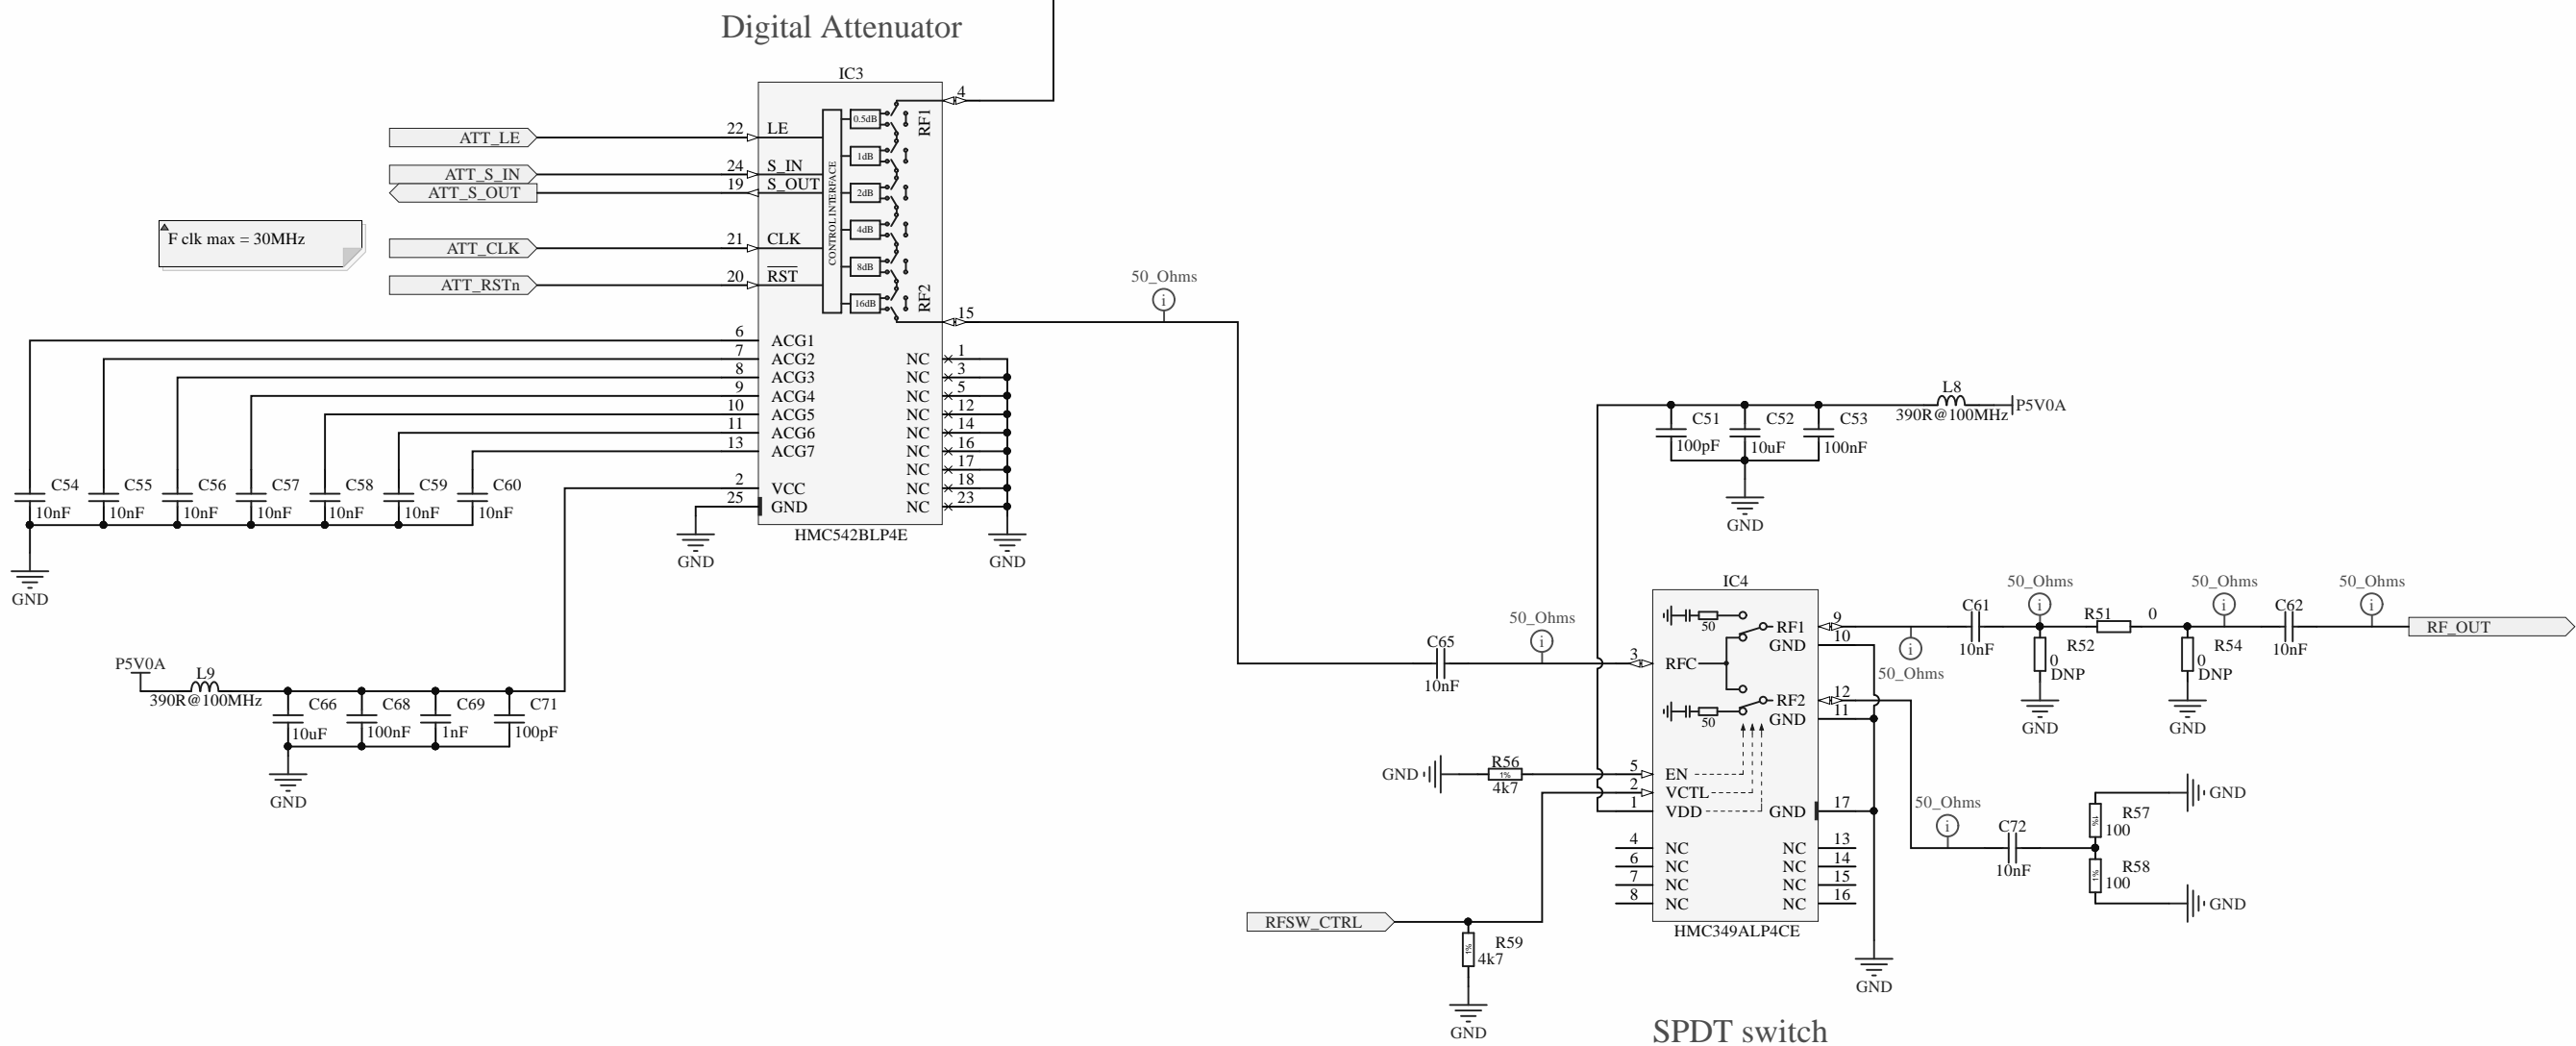 Digital Attenuator
IC3
4
RF1
0.5dB
1dB
2dB
4dB
8dB
16dB
CONTROL INTERFACE
ATT_LE
22
LE
ATT_S_IN
24
S_IN
ATT_S_OUT
19
S_OUT
F clk max = 30MHz
ATT_CLK
21
CLK
ATT_RSTn
20
RST
RF2
15
50_Ohms
i
6
ACG1
7
ACG2
8
ACG3
9
ACG4
10
ACG5
11
ACG6
13
ACG7
2
VCC
25
GND
NC
1
NC
3
NC
5
NC
12
NC
14
NC
16
NC
17
NC
18
NC
23
HMC542BLP4E
GND
GND
C54
10nF
C55
10nF
C56
10nF
C57
10nF
C58
10nF
C59
10nF
C60
10nF
GND
P5V0A
L9
390R@100MHz
C66
10uF
C68
100nF
C69
1nF
C71
100pF
GND
L8
390R@100MHz
P5V0A
C51
100pF
C52
10uF
C53
100nF
GND
C65
10nF
50_Ohms
i
IC4
3
RFC
50
50
RF1
9
GND
10
RF2
12
GND
11
5
EN
2
VCTL
1
VDD
GND
17
4
NC
6
NC
7
NC
8
NC
NC
13
NC
14
NC
15
NC
16
HMC349ALP4CE
GND
R56
1%
4k7
RFSW_CTRL
R59
1%
4k7
GND
GND
50_Ohms
i
C61
10nF
50_Ohms
i
R51
0
R52
0
DNP
GND
50_Ohms
i
R54
0
DNP
GND
C62
10nF
50_Ohms
i
RF_OUT
50_Ohms
i
C72
10nF
R57
1%
100
GND
R58
1%
100
GND
SPDT switch